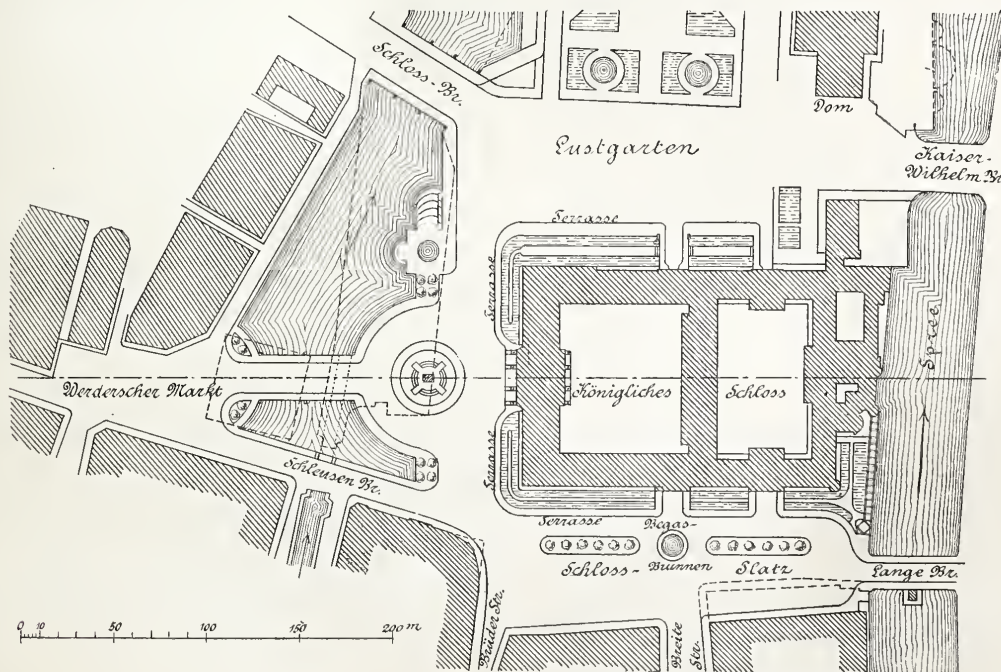 Schloss-Br.
Dom
Lustgarten
Kaiser-
Wilhelm Br.
Terrasse
Terrasse
Spree
Werderscher Markt
Königliches
Schloss
Terrasse
Schleusen Br.
Terrasse
Begas-
Brunnen
Schloss-
Platz
Lange Br.
Brüder Str.
Breite
Str.
0 10 50 100 150 200 m